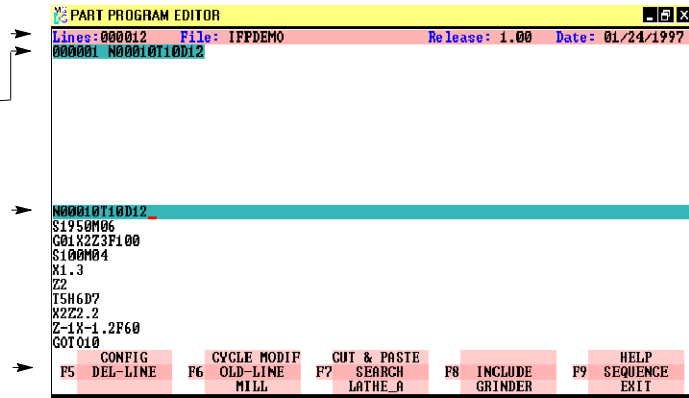 PART PROGRAM EDITOR
Lines:000012 File: IFPDEMO Release: 1.00 Date: 01/24/1997
000001 N00010T10D12
N00010T10D12_
S1950M06
G01X2Z3F100
S100M04
X1.3
Z2
T5H6D7
X2Z2.2
Z-1X-1.2F60
GOTO10
CONFIG CYCLE MODIF CUT & PASTE HELP
F5 DEL-LINE F6 OLD-LINE F7 SEARCH F8 INCLUDE F9 SEQUENCE
MILL LATHE_A GRINDER EXIT